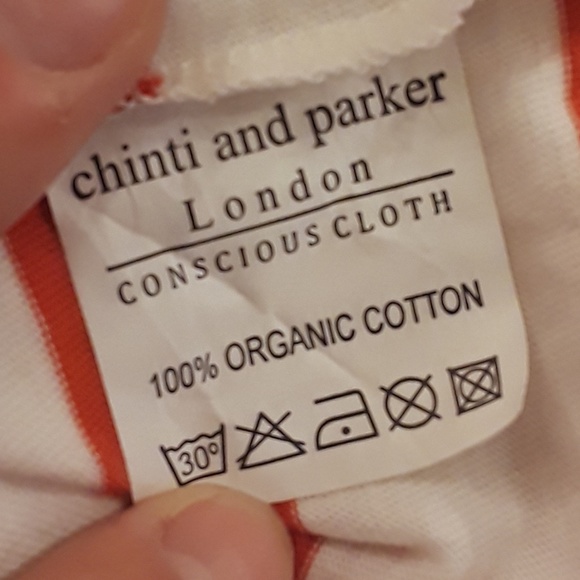 chinti and parker
London
CONSCIOUS CLOTH
100% ORGANIC COTTON
30°